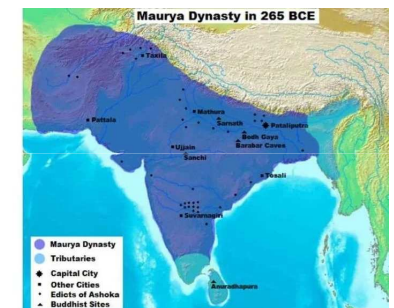 Maurya Dynasty in 265 BCE
Taxila
Mathura
Sarnath
Pataliputra
Bodh Gaya
Barabar Caves
Pattala
Ujjain
Sanchi
Tosali
Suvarnagiri
Anuradhapura
Maurya Dynasty
Tributaries
Capital City
Other Cities
Edicts of Ashoka
Buddhist Sites